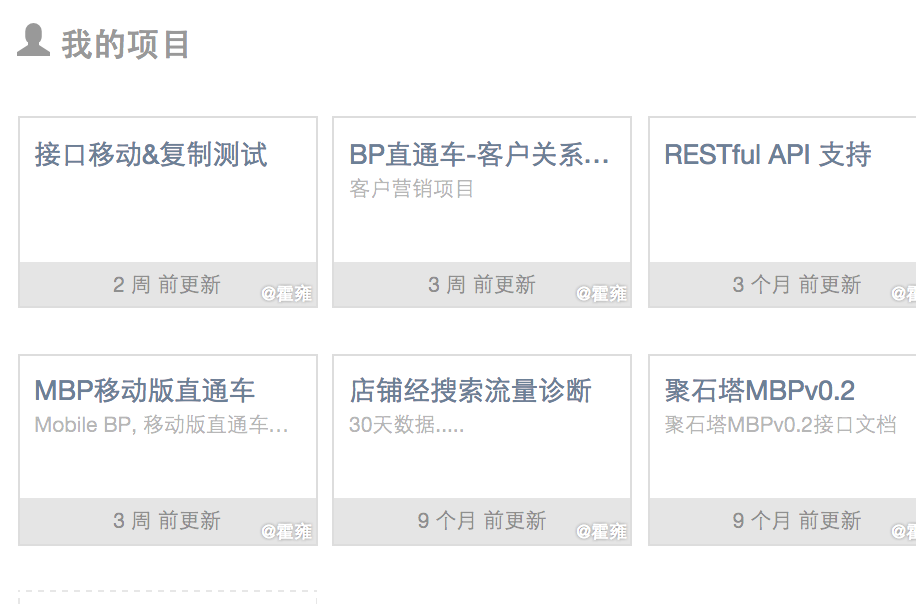 我的项目
接口移动&复制测试
2 周 前更新
@霍雍
BP直通车-客户关系...
客户营销项目
3 周 前更新
@霍雍
RESTful API 支持
3 个月 前更新
@霍
MBP移动版直通车
Mobile BP, 移动版直通车...
3 周 前更新
@霍雍
店铺经搜索流量诊断
30天数据.....
9 个月 前更新
@霍雍
聚石塔MBPv0.2
聚石塔MBPv0.2接口文档
9 个月 前更新
@霍